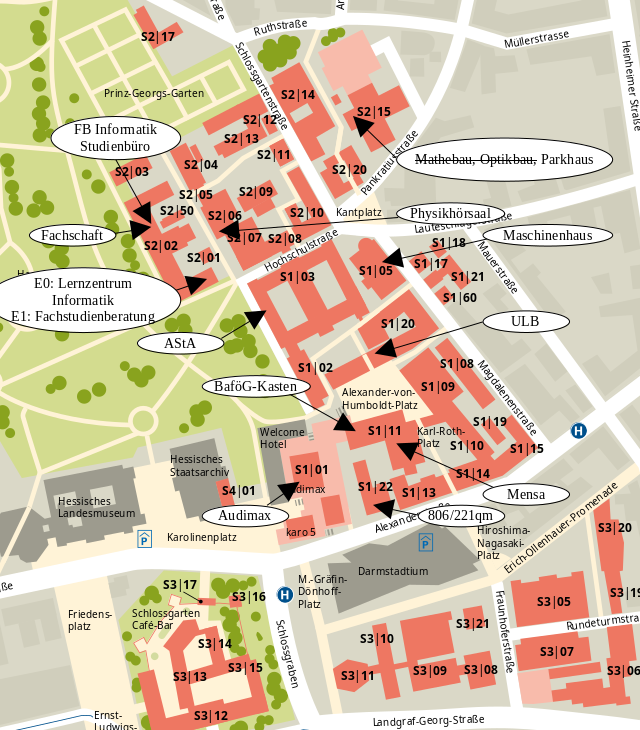 Ruthstraße
Müllerstrasse
Heinheimer Straße
Schlossgartenstraße
S2|17
Prinz-Georgs-Garten
S2|14
S2|15
S2|12
S2|13
S2|11
FB Informatik
Studienbüro
S2|03
S2|04
S2|20
Pankratiusstraße
Mathebau, Optikbau, Parkhaus
S2|05
S2|09
S2|50
S2|06
S2|10
Kantplatz
Physikhörsaal
Fachschaft
S2|02
S2|07
S2|08
Hochschulstraße
S1|18
Maschinenhaus
Mauerstraße
S2|01
S1|03
S1|05
S1|17
S1|21
S1|60
E0: Lernzentrum
Informatik
E1: Fachstudienberatung
AStA
S1|20
ULB
S1|02
S1|08
S1|09
Magdalenenstraße
BaföG-Kasten
Alexander-von-
Humboldt-Platz
S1|19
S1|11
Karl-Roth-
Platz
S1|10
S1|15
H
Welcome
Hotel
Hessisches
Staatsarchiv
S1|01
S1|14
S1|22
S1|13
Mensa
S4|01
Audimax
806/221qm
Hessisches
Landesmuseum
karo 5
Karolinenplatz
P
P
Hiroshima-
Nagasaki-
Platz
Erich-Ollenhauer-Promenade
S3|20
Darmstadtium
S3|17
S3|16
H
M.-Gräfin-
Dönhoff-
Platz
Friedens-
platz
Schlossgarten
Café-Bar
S3|14
S3|15
S3|13
S3|12
Schlossgraben
S3|10
S3|21
S3|05
S3|19
Fraunhoferstraße
S3|07
S3|11
S3|09
S3|08
S3|06
Ernst-
Ludwigs-
Landgraf-Georg-Straße